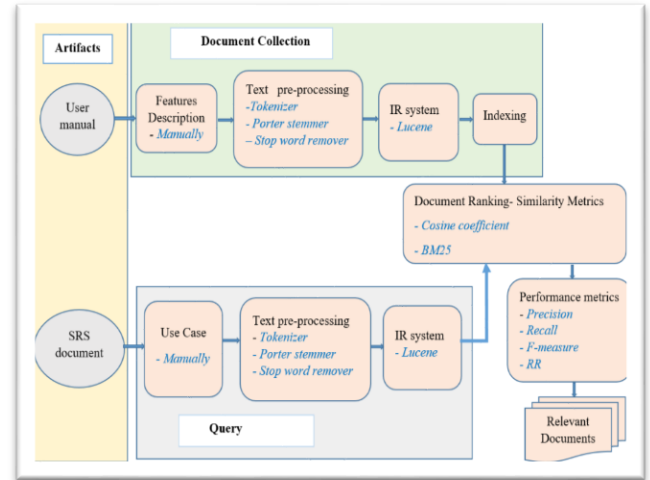 Artifacts
Document Collection
User
manual
Features
Description
- Manually
Text pre-processing
-Tokenizer
- Porter stemmer
– Stop word remover
IR system
- Lucene
Indexing
Document Ranking- Similarity Metrics
- Cosine coefficient
- BM25
SRS
document
Use Case
- Manually
Text pre-processing
- Tokenizer
- Porter stemmer
- Stop word remover
IR system
- Lucene
Query
Performance metrics
- Precision
- Recall
- F-measure
- RR
Relevant
Documents